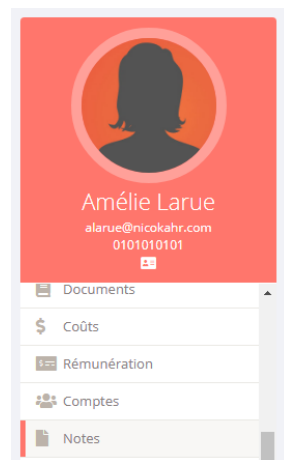 Amélie Larue
alarue@nicokahr.com
0101010101
Documents
Coûts
Rémunération
Comptes
Notes